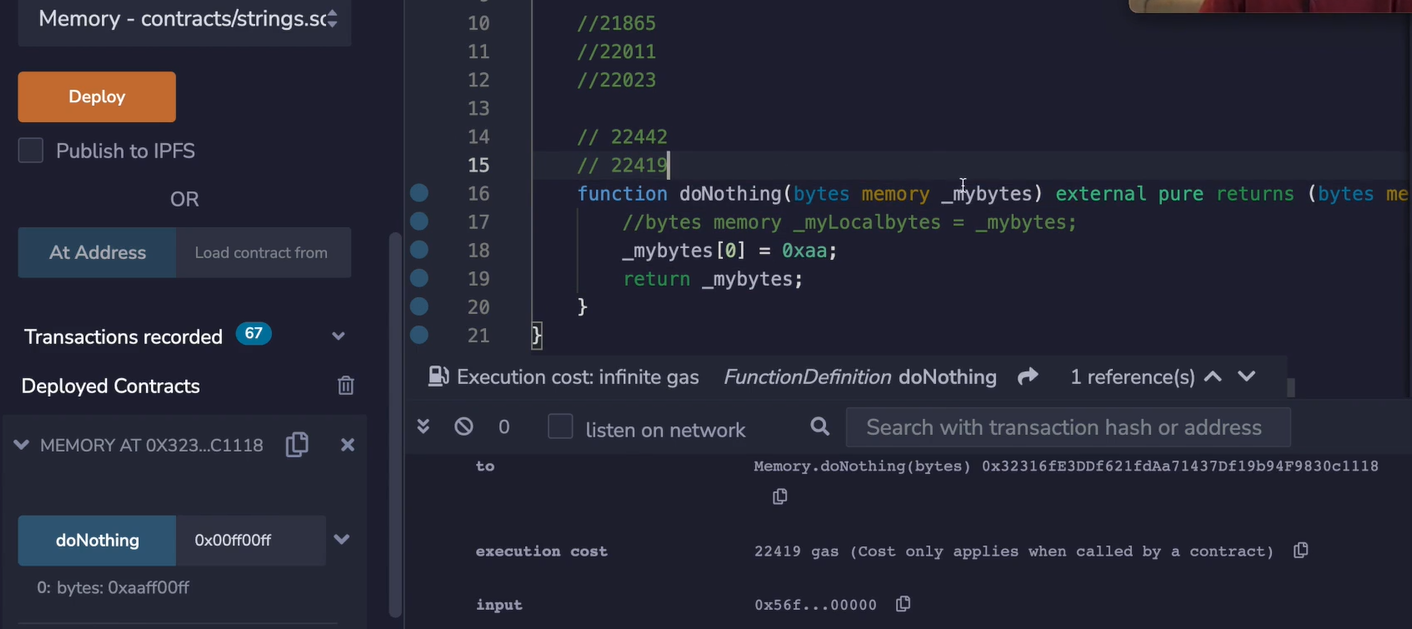 Memory - contracts/strings.sc
Deploy
Publish to IPFS
OR
At Address
Load contract from
Transactions recorded 67
Deployed Contracts
MEMORY AT 0X323...C1118
doNothing
0x00ff00ff
0: bytes: 0xaaff00ff
10 //21865
11 //22011
12 //22023
13
14 // 22442
15 // 22419
16 function doNothing(bytes memory _mybytes) external pure returns (bytes me
17 //bytes memory _myLocalbytes = _mybytes;
18 _mybytes[0] = 0xaa;
19 return _mybytes;
20 }
21 }
Execution cost: infinite gas FunctionDefinition doNothing 1 reference(s)
0 listen on network Search with transaction hash or address
to Memory.doNothing(bytes) 0x32316fE3DDf621fdAa71437Df19b94F9830c1118
execution cost 22419 gas (Cost only applies when called by a contract)
input 0x56f...00000